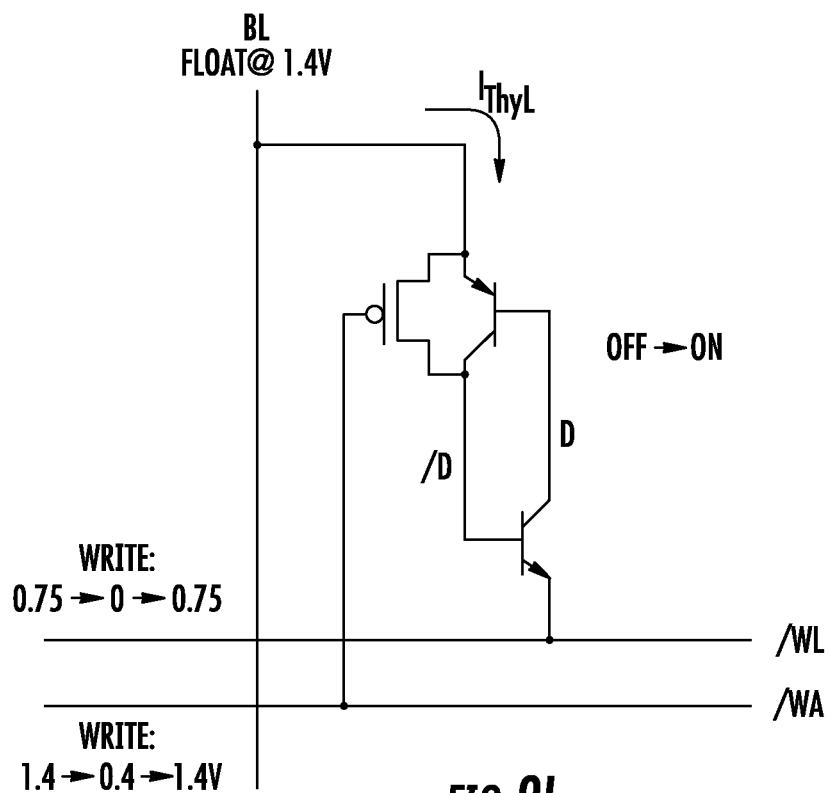 BL
FLOAT@ 1.4V
IThyL
OFF → ON
D
/D
WRITE:
0.75 → 0 → 0.75
/WL
/WA
WRITE:
1.4 → 0.4 → 1.4V